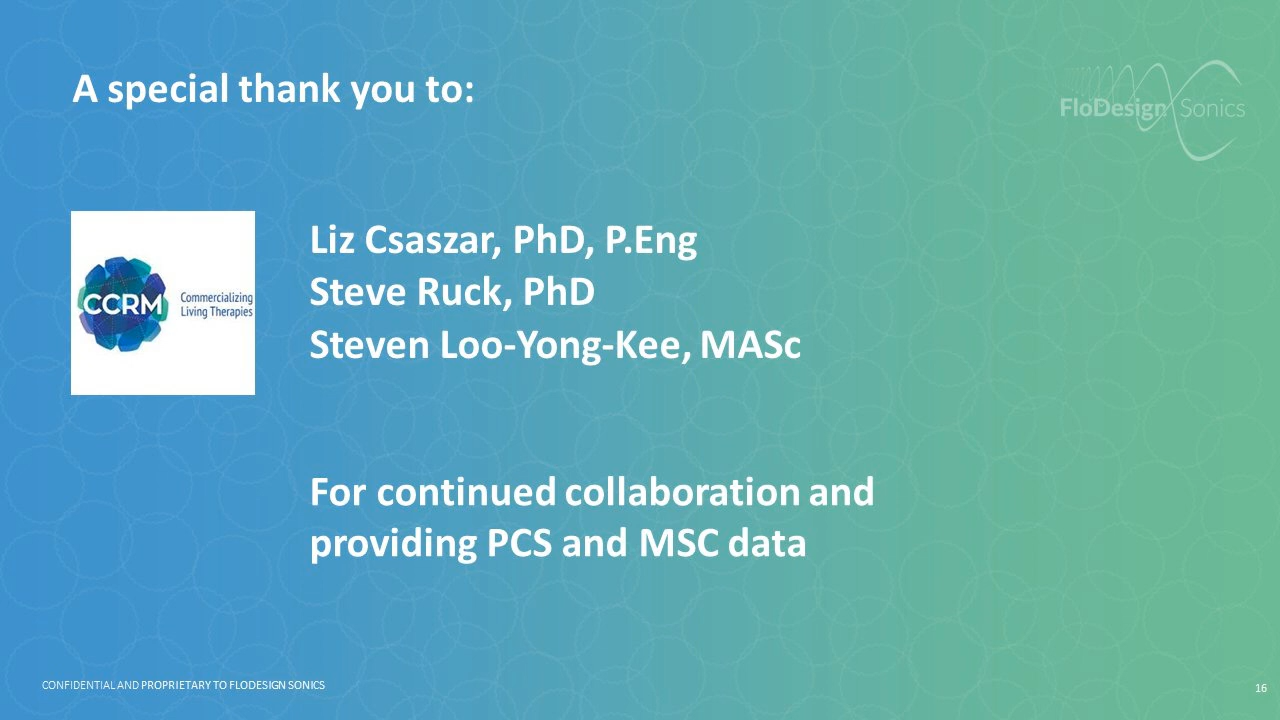 A special thank you to:
FloDesign Sonics
CCRM
Commercializing
Living Therapies
Liz Csaszar, PhD, P.Eng
Steve Ruck, PhD
Steven Loo-Yong-Kee, MASc
For continued collaboration and
providing PCS and MSC data
CONFIDENTIAL AND PROPRIETARY TO FLODESIGN SONICS
16